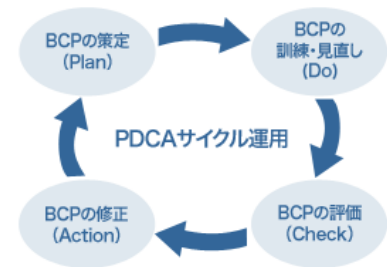 BCPの策定
(Plan)
BCPの
訓練・見直し
(Do)
PDCAサイクル運用
BCPの修正
(Action)
BCPの評価
(Check)